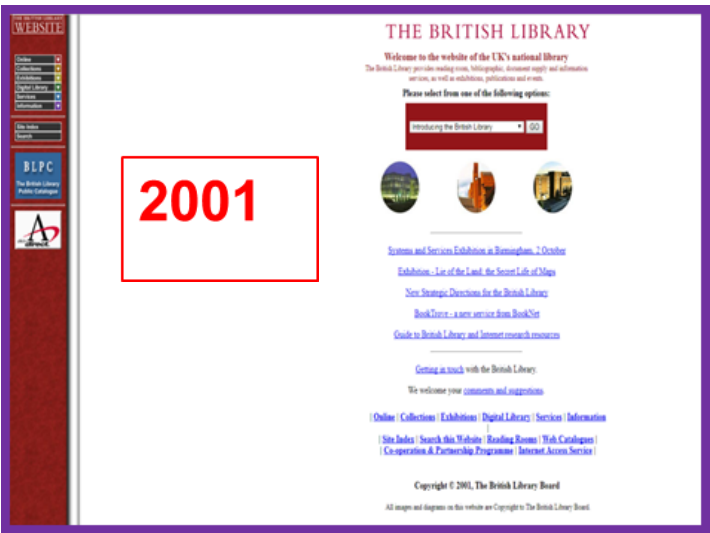 THE BRITISH LIBRARY
WEBSITE
Online
Collections
Exhibitions
Digital Library
Services
Information
Site Index
Search
BLPC
The British Library
Public Catalogue
A
direct
2001
THE BRITISH LIBRARY
Welcome to the website of the UK's national library
The British Library provides reading room, bibliographic, document supply and information
services, as well as exhibitions, publications and events.
Please select from one of the following options:
Introducing the British Library GO
Systems and Services Exhibition in Birmingham, 2 October
Exhibition - Lie of the Land: the Secret Life of Maps
New Strategic Directions for the British Library
BookTrove - a new service from BookNet
Guide to British Library and Internet research resources
Getting in touch with the British Library.
We welcome your comments and suggestions.
| Online | Collections | Exhibitions | Digital Library | Services | Information
|
| Site Index | Search this Website | Reading Rooms | Web Catalogues |
| Co-operation & Partnership Programme | Internet Access Service |
Copyright © 2001, The British Library Board
All images and diagrams on this website are Copyright to The British Library Board.